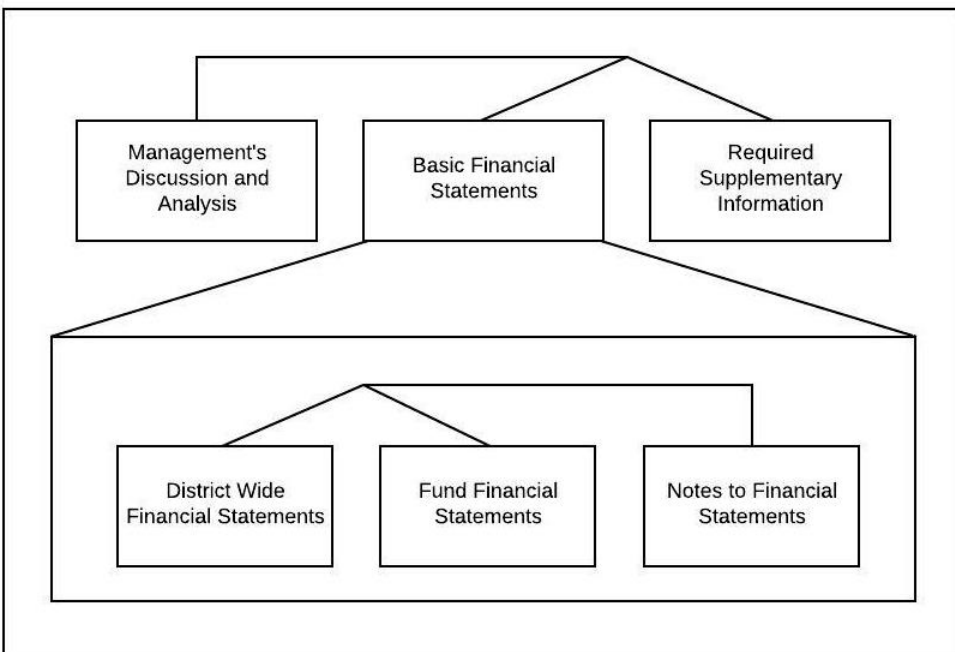 Management's
Discussion and
Analysis
Basic Financial
Statements
Required
Supplementary
Information
District Wide
Financial Statements
Fund Financial
Statements
Notes to Financial
Statements